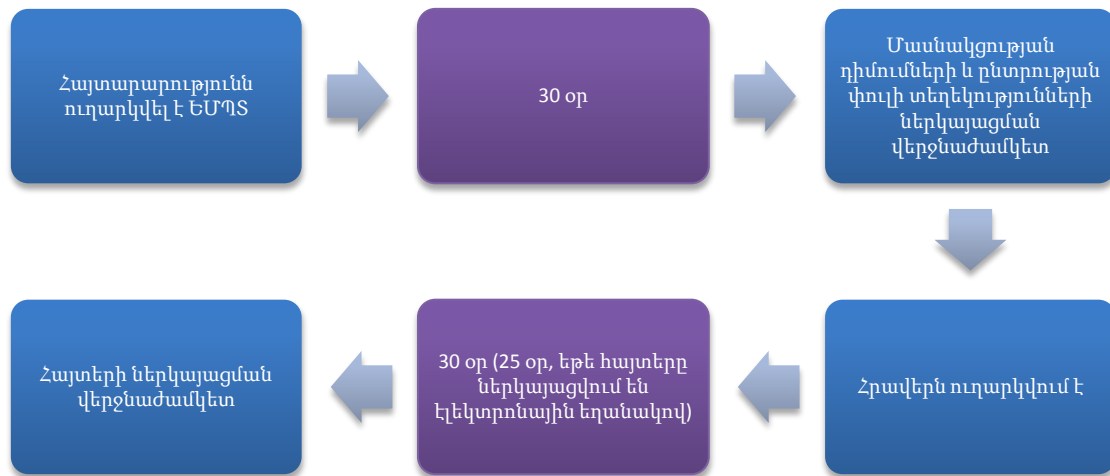 Հայտարարությունն
ուղարկվել է ԵՄՊՏ
30 օր
Մասնակցության
դիմումների և ընտրության
փուլի տեղեկությունների
ներկայացման
վերջնաժամկետ
Հրավերն ուղարկվում է
30 օր (25 օր, եթե հայտերը
ներկայացվում են
էլեկտրոնային եղանակով)
Հայտերի ներկայացման
վերջնաժամկետ